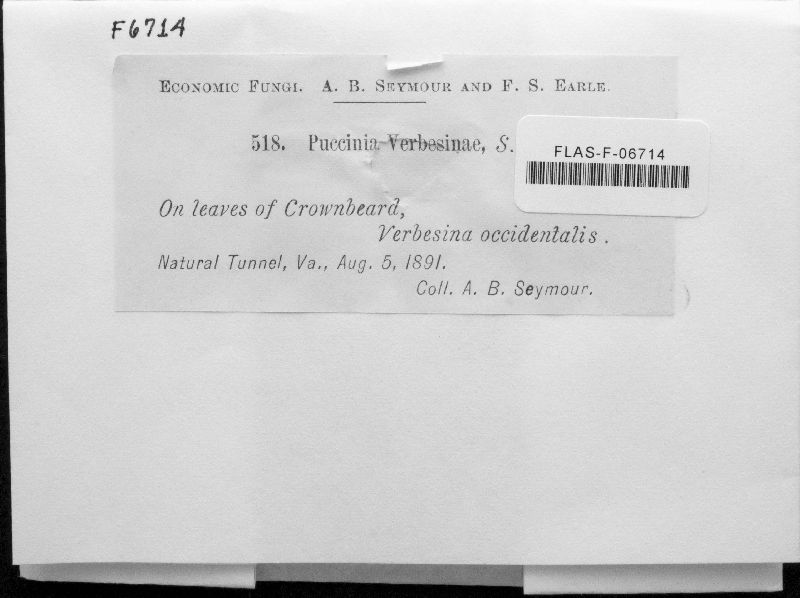 F6714
ECONOMIC FUNGI. A. B. SEYMOUR AND F. S. EARLE.
518. Puccinia Verbesinae, S.
FLAS-F-06714
On leaves of Crownbeard,
Verbesina occidentalis.
Natural Tunnel, Va., Aug. 5, 1891.
Coll. A. B. Seymour.